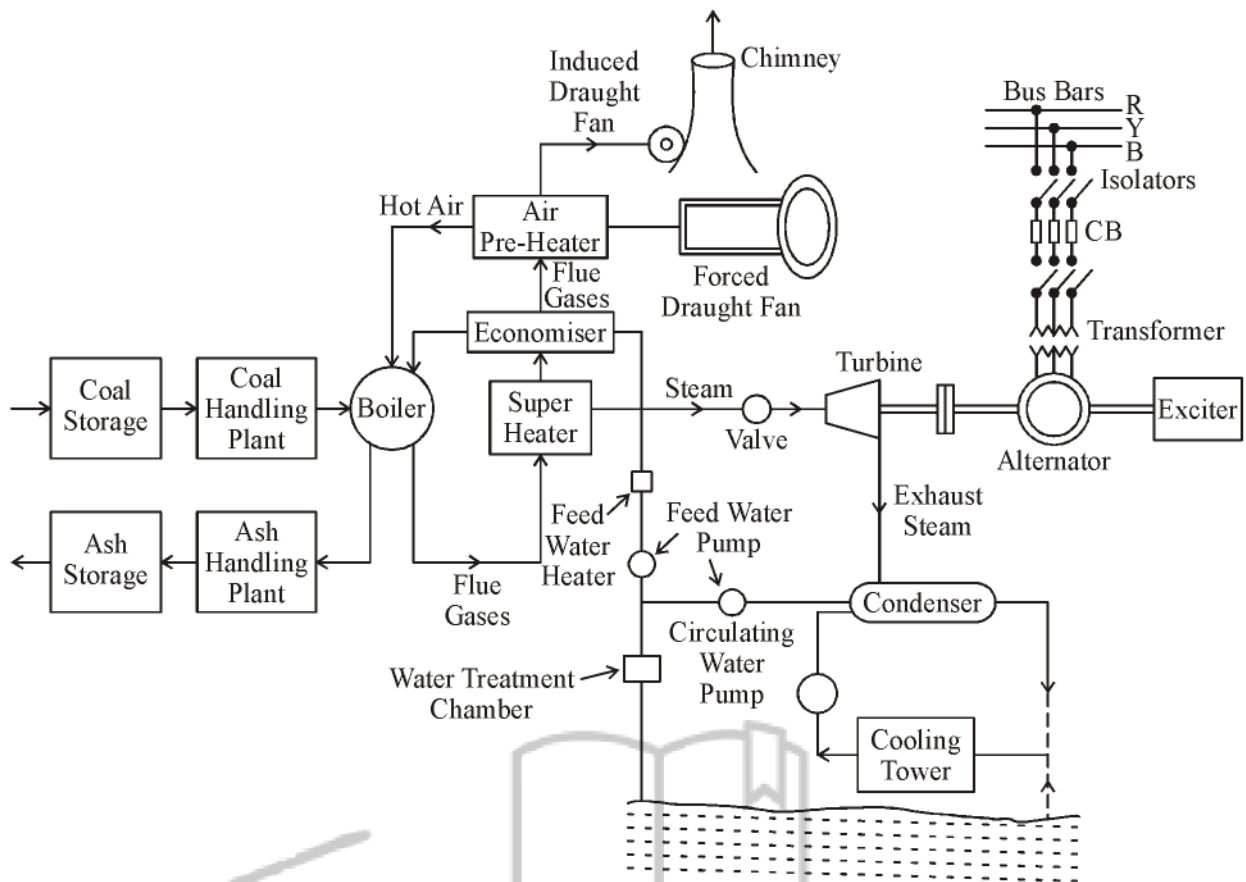 Chimney
Induced
Draught
Fan
Bus Bars
R
Y
B
Isolators
CB
Hot Air
Air
Pre-Heater
Flue
Gases
Forced
Draught Fan
Transformer
Economiser
Turbine
Coal
Storage
Coal
Handling
Plant
Boiler
Super
Heater
Steam
Valve
Exciter
Alternator
Exhaust
Steam
Feed
Water
Heater
Feed Water
Pump
Ash
Storage
Ash
Handling
Plant
Flue
Gases
Condenser
Circulating
Water
Pump
Water Treatment
Chamber
Cooling
Tower